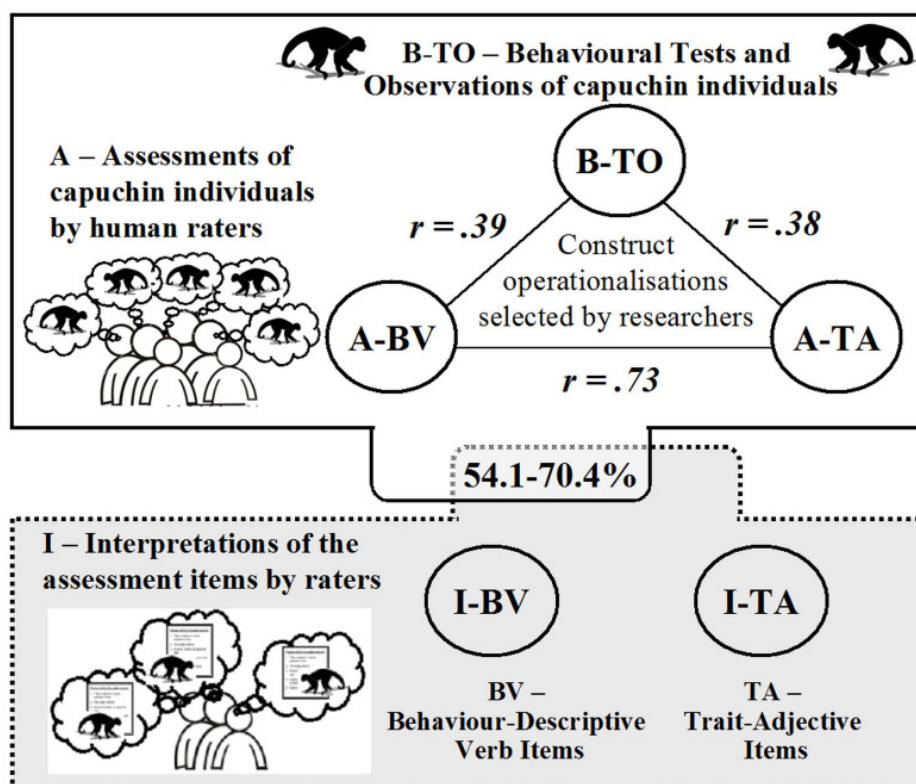 B-TO – Behavioural Tests and
Observations of capuchin individuals
A – Assessments of
capuchin individuals
by human raters
B-TO
r = .39
r = .38
Construct
operationalisations
selected by researchers
A-BV
A-TA
r = .73
54.1-70.4%
I – Interpretations of the
assessment items by raters
I-BV
I-TA
BV –
Behaviour-Descriptive
Verb Items
TA –
Trait-Adjective
Items